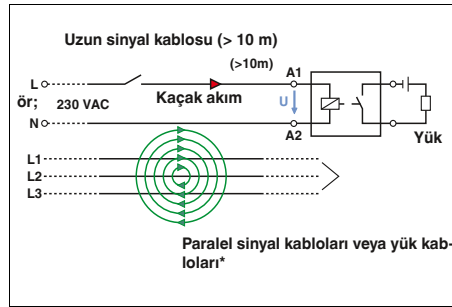 Uzun sinyal kablosu (> 10 m)
(>10m)
A1
L
ör;
230 VAC
Kaçak akım
U
N
A2
Yük
L1
L2
L3
Paralel sinyal kabloları veya yük kab-
loları*